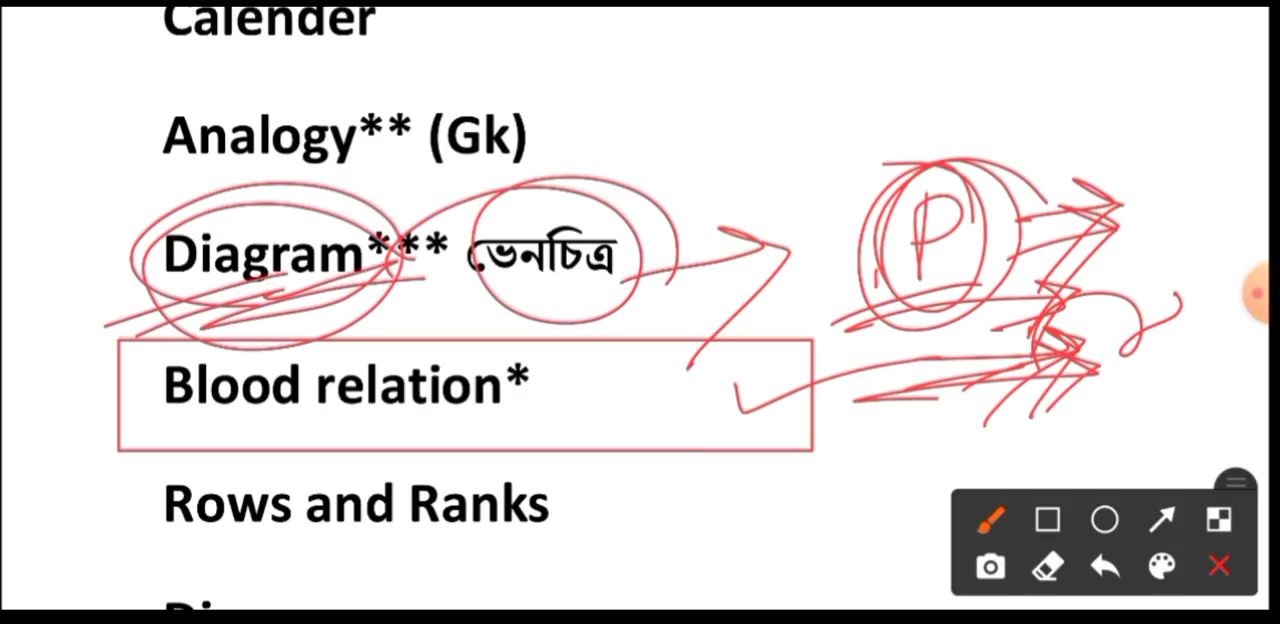 Calender
Analogy** (Gk)
Diagram*** ভেনচিত্র
P
Blood relation*
Rows and Ranks